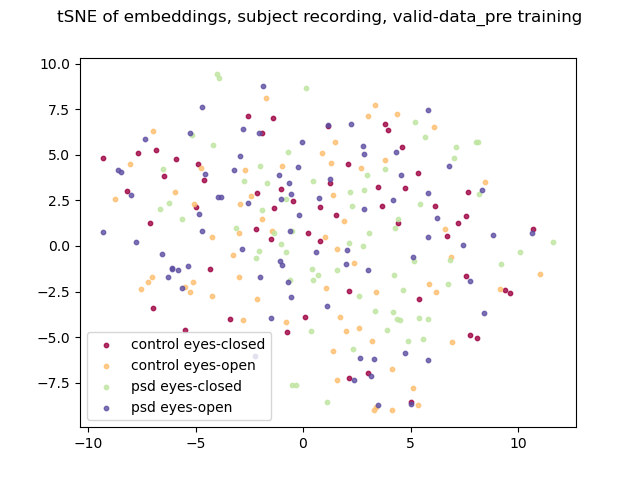 tSNE of embeddings, subject recording, valid-data_pre training
10.0
7.5
5.0
2.5
0.0
−2.5
−5.0
−7.5
control eyes-closed
control eyes-open
psd eyes-closed
psd eyes-open
−10
−5
0
5
10